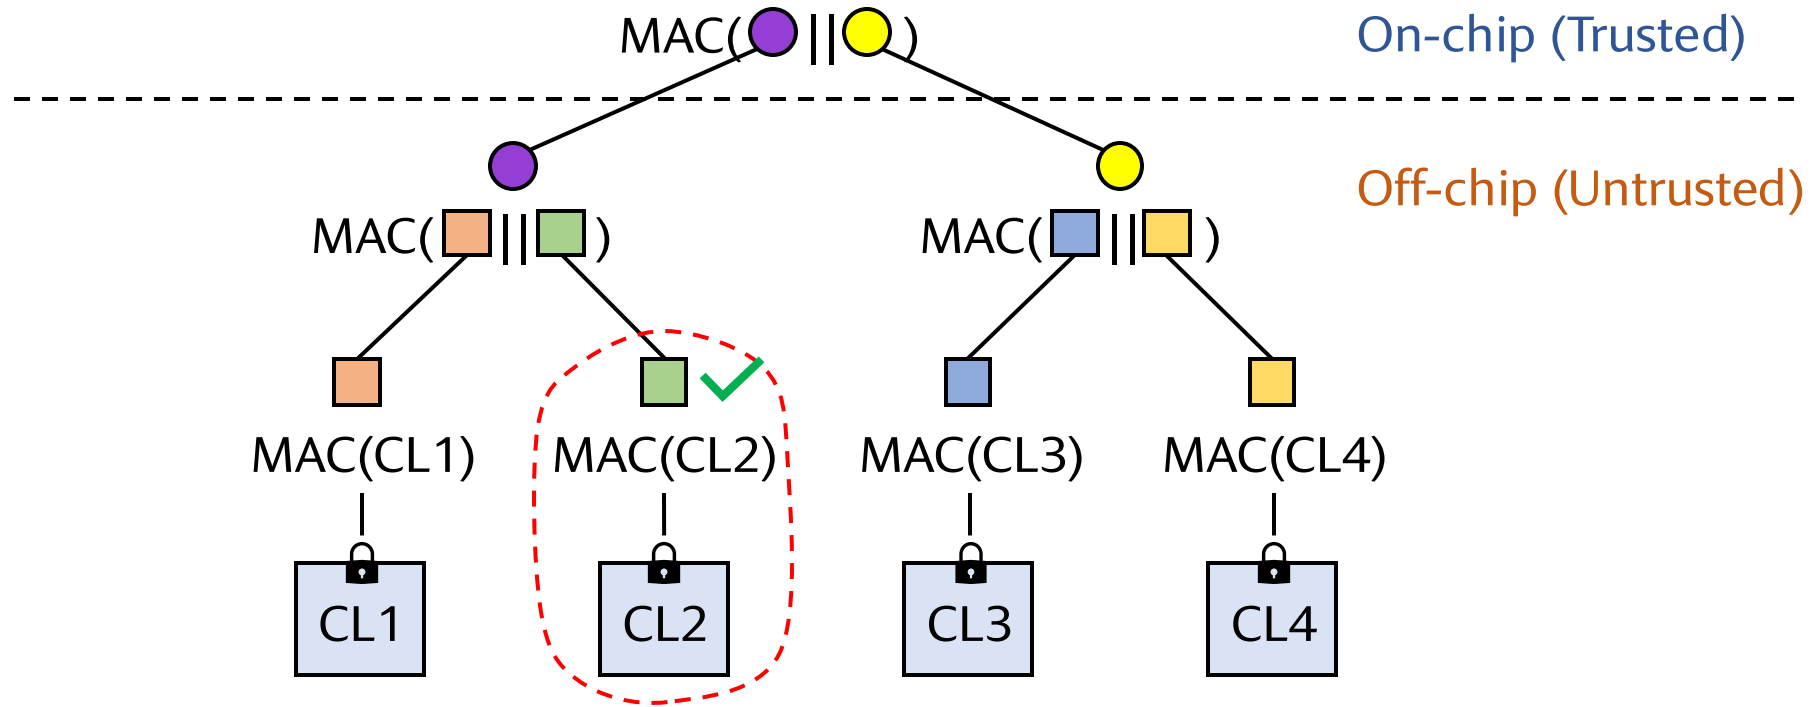 MAC( || )
On-chip (Trusted)
Off-chip (Untrusted)
MAC( || )
MAC( || )
MAC(CL1)
MAC(CL2)
MAC(CL3)
MAC(CL4)
CL1
CL2
CL3
CL4